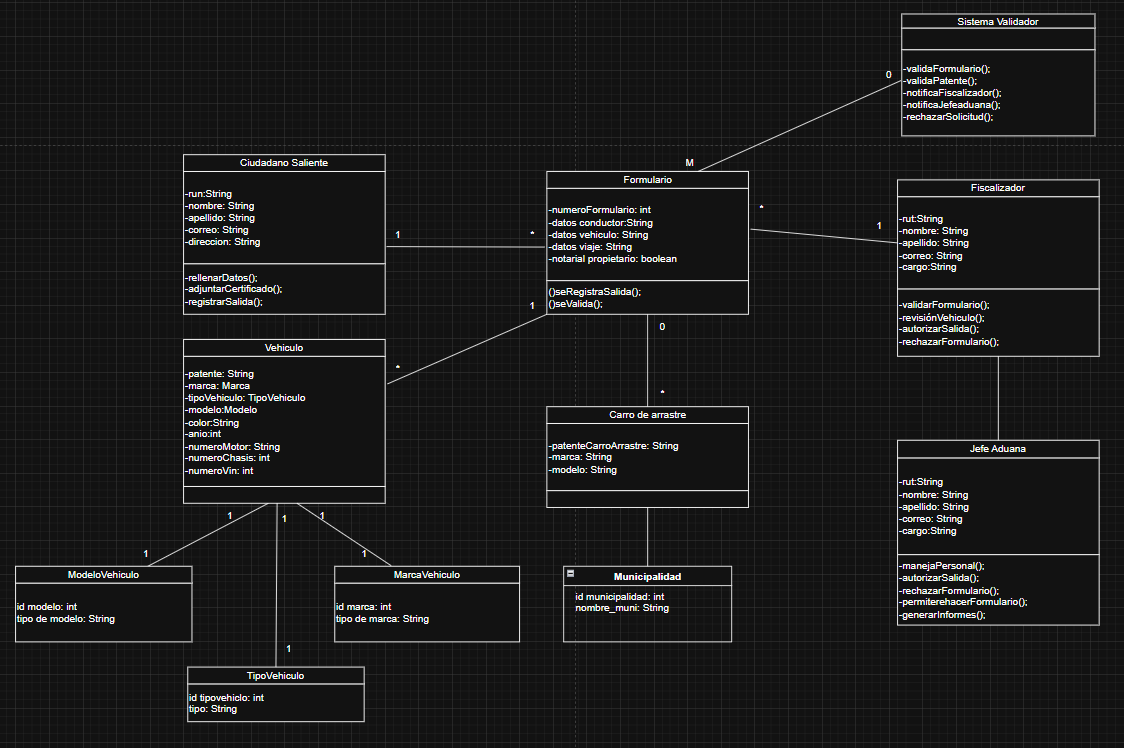 Sistema Validador
-validaFormulario();
-validaPatente();
-notificaFiscalizador();
-notificaJefeaduana();
-rechazarSolicitud();
0
M
Ciudadano Saliente
-run:String
-nombre: String
-apellido: String
-correo: String
-direccion: String
-rellenarDatos();
-adjuntarCertificado();
-registrarSalida();
1
*
Formulario
-numeroFormulario: int
-datos conductor:String
-datos vehiculo: String
-datos viaje: String
-notarial propietario: boolean
()seRegistraSalida();
()seValida();
*
1
Fiscalizador
-rut:String
-nombre: String
-apellido: String
-correo: String
-cargo:String
-validarFormulario();
-revisiónVehiculo();
-autorizarSalida();
-rechazarFormulario();
1
*
0
*
Vehiculo
-patente: String
-marca: Marca
-tipoVehiculo: TipoVehiculo
-modelo:Modelo
-color:String
-anio:int
-numeroMotor: String
-numeroChasis: int
-numeroVin: int
Carro de arrastre
-patenteCarroArrastre: String
-marca: String
-modelo: String
Jefe Aduana
-rut:String
-nombre: String
-apellido: String
-correo: String
-cargo:String
-manejaPersonal();
-autorizarSalida();
-rechazarFormulario();
-permiterehacerFormulario();
-generarInformes();
1
1
1
1
1
1
ModeloVehiculo
id modelo: int
tipo de modelo: String
MarcaVehiculo
id marca: int
tipo de marca: String
Municipalidad
id municipalidad: int
nombre_muni: String
TipoVehiculo
id tipovehiclo: int
tipo: String